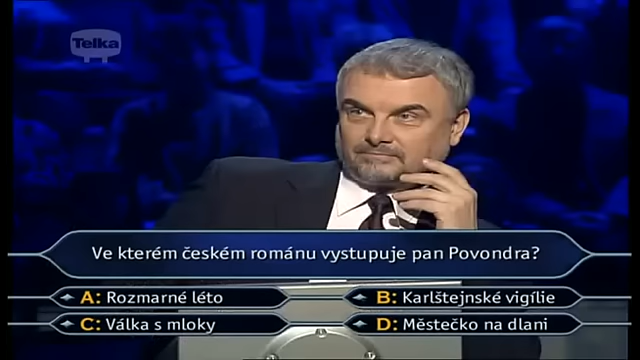 Telka
Ve kterém českém románu vystupuje pan Povondra?
A: Rozmarné léto
B: Karlštejnské vigílie
C: Válka s mloky
D: Městečko na dlani